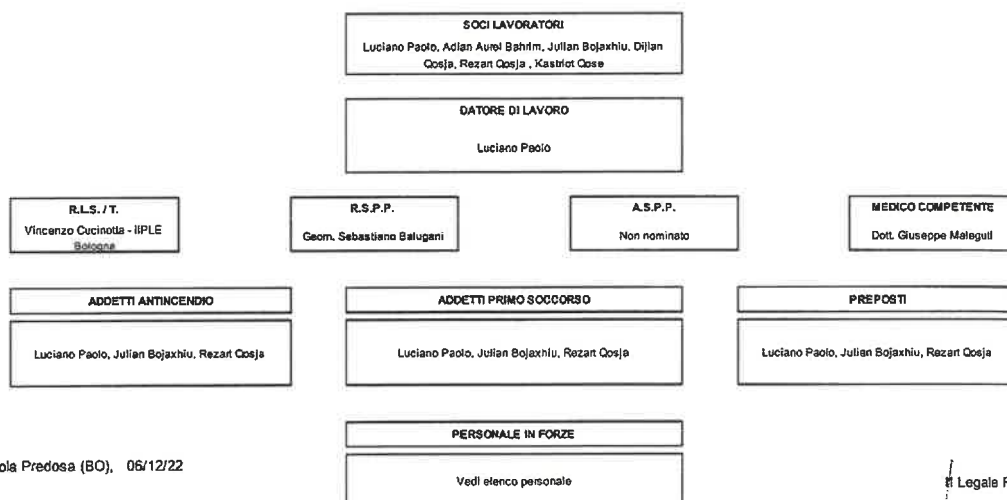 SOCI LAVORATORI
Luciano Paolo, Adian Aurel Bahrim, Julian Bojaxhiu, Dijian
Qosja, Rezart Qosja , Kastriot Qose
DATORE DI LAVORO
Luciano Paolo
R.L.S. / T.
Vincenzo Cucinotta - IIPLE
Bologna
R.S.P.P.
Geom. Sebastiano Balugani
A.S.P.P.
Non nominato
MEDICO COMPETENTE
Dott. Giuseppe Maleguti
ADDETTI ANTINCENDIO
Luciano Paolo, Julian Bojaxhiu, Rezart Qosja
ADDETTI PRIMO SOCCORSO
Luciano Paolo, Julian Bojaxhiu, Rezart Qosja
PREPOSTI
Luciano Paolo, Julian Bojaxhiu, Rezart Qosja
PERSONALE IN FORZE
Vedi elenco personale
ola Predosa (BO), 06/12/22
Legale